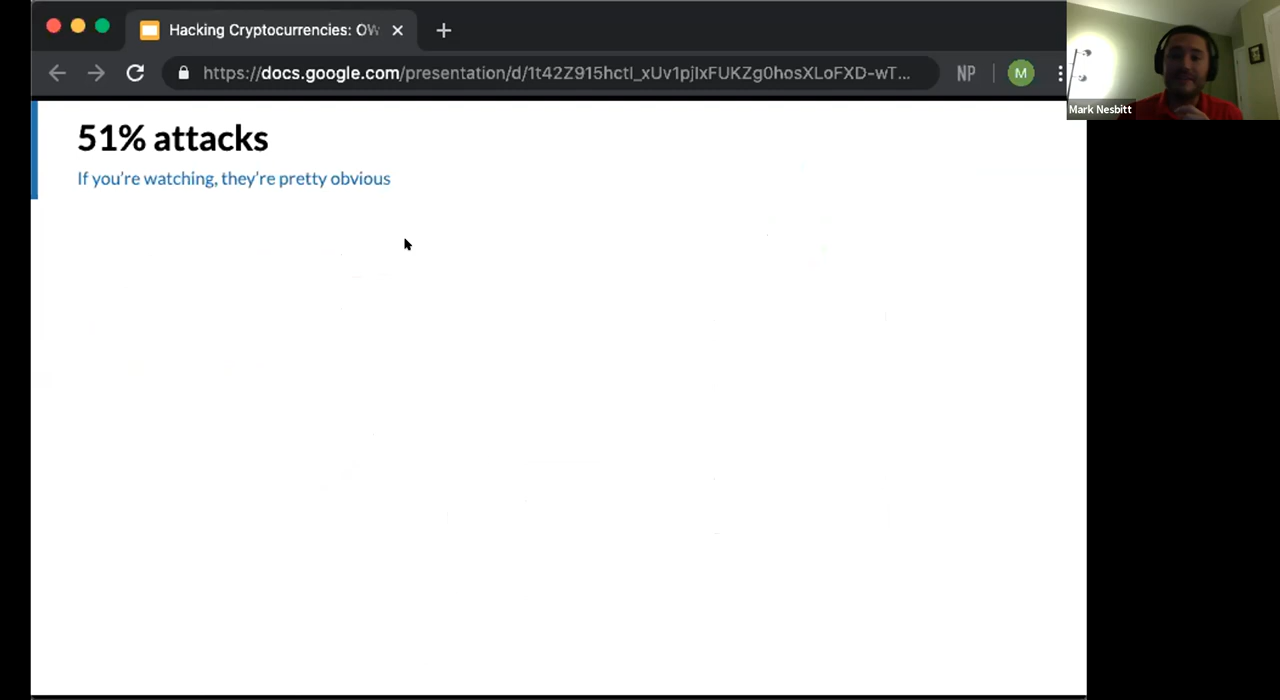 Hacking Cryptocurrencies: OW
https://docs.google.com/presentation/d/1t42Z915hctI_xUv1pjIxFUKZg0hosXLoFXD-wT...
NP
M
Mark Nesbitt
51% attacks
If you're watching, they're pretty obvious